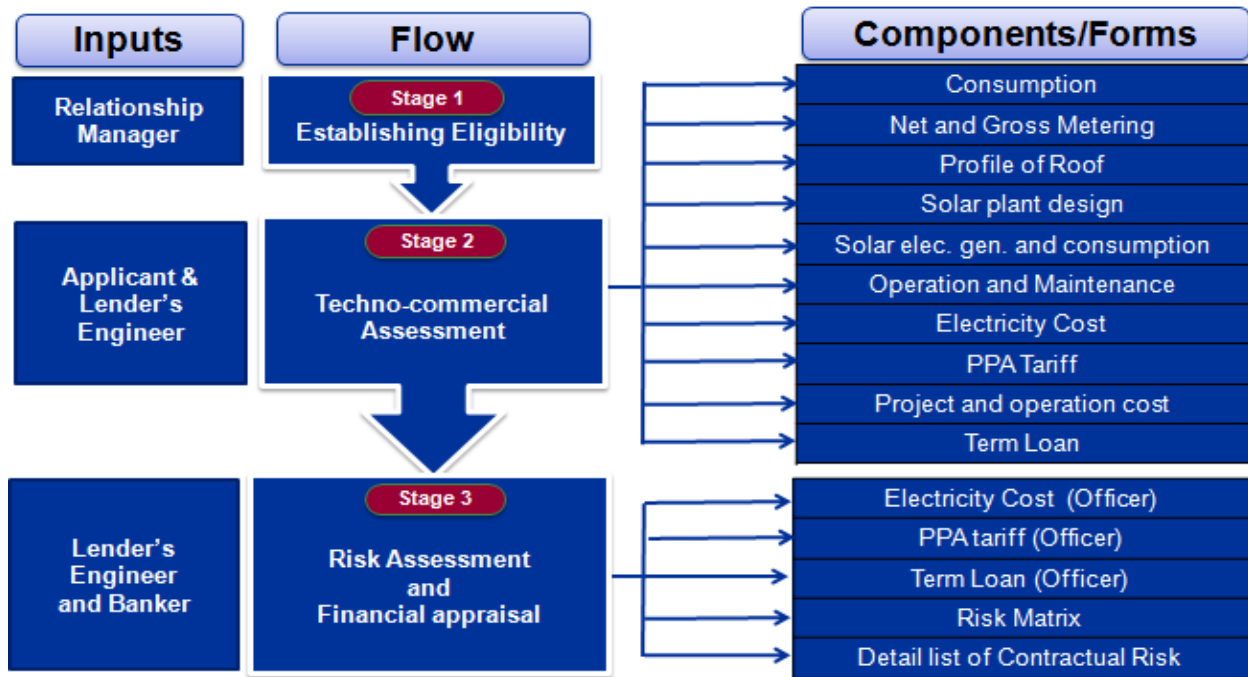 Inputs
Flow
Components/Forms
Relationship
Manager
Stage 1
Establishing Eligibility
Applicant &
Lender's
Engineer
Stage 2
Techno-commercial
Assessment
Consumption
Net and Gross Metering
Profile of Roof
Solar plant design
Solar elec. gen. and consumption
Operation and Maintenance
Electricity Cost
PPA Tariff
Project and operation cost
Term Loan
Lender's
Engineer
and Banker
Stage 3
Risk Assessment
and
Financial appraisal
Electricity Cost (Officer)
PPA tariff (Officer)
Term Loan (Officer)
Risk Matrix
Detail list of Contractual Risk